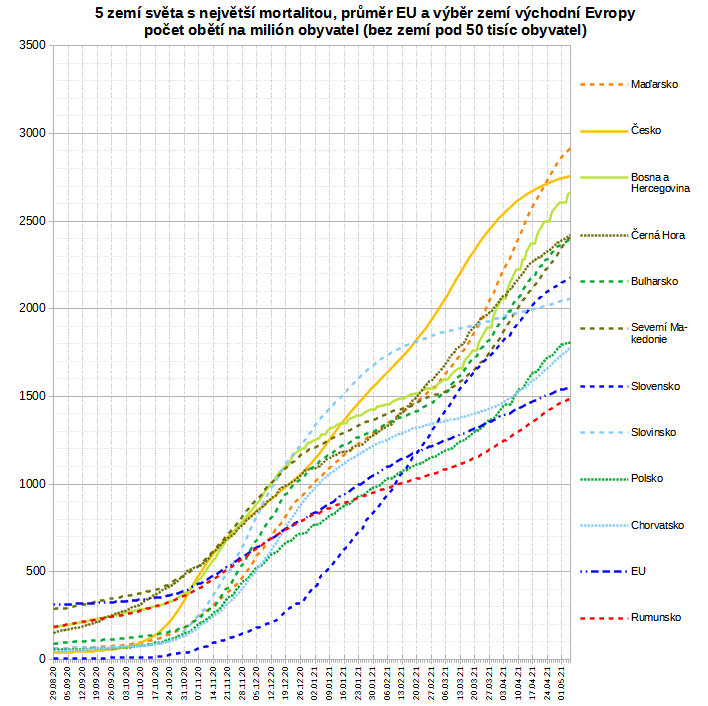 5 zemí světa s největší mortalitou, průměr EU a výběr zemí východní Evropy
počet obětí na milión obyvatel (bez zemí pod 50 tisíc obyvatel)
3500
3000
2500
2000
1500
1000
500
0
Maďarsko
Česko
Bosna a
Hercegovina
Černá Hora
Bulharsko
Severní Ma-
kedonie
Slovensko
Slovinsko
Polsko
Chorvatsko
EU
Rumunsko
29.08.20
05.09.20
12.09.20
19.09.20
26.09.20
03.10.20
10.10.20
17.10.20
24.10.20
31.10.20
07.11.20
14.11.20
21.11.20
28.11.20
05.12.20
12.12.20
19.12.20
26.12.20
02.01.21
09.01.21
16.01.21
23.01.21
30.01.21
06.02.21
13.02.21
20.02.21
27.02.21
06.03.21
13.03.21
20.03.21
27.03.21
03.04.21
10.04.21
17.04.21
24.04.21
01.05.21